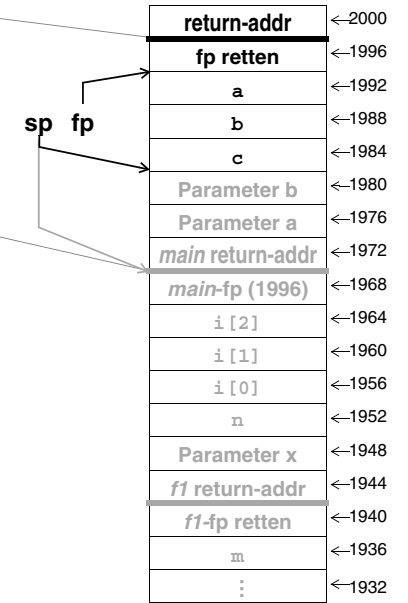 return-addr ←2000
fp retten ←1996
a ←1992
b ←1988
sp fp
c ←1984
Parameter b ←1980
Parameter a ←1976
main return-addr ←1972
main-fp (1996) ←1968
i[2] ←1964
i[1] ←1960
i[0] ←1956
n ←1952
Parameter x ←1948
f1 return-addr ←1944
f1-fp retten ←1940
m ←1936
⋮ ←1932